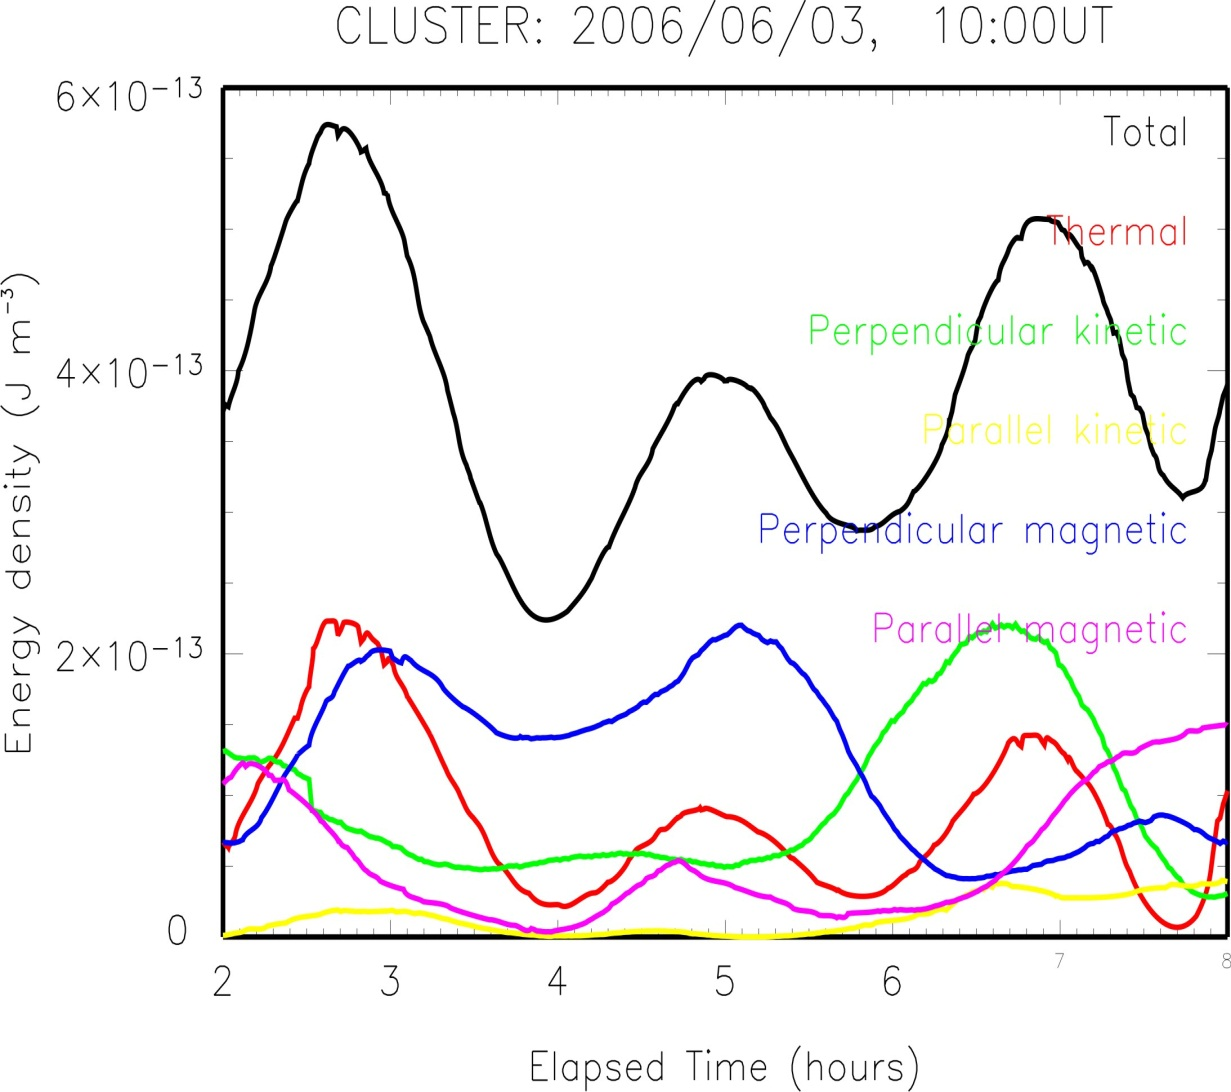 CLUSTER: 2006/06/03, 10:00UT
6×10⁻¹³
Total
Thermal
Perpendicular kinetic
4×10⁻¹³
Parallel kinetic
Perpendicular magnetic
Parallel magnetic
2×10⁻¹³
0
Energy density (J m⁻³)
2 3 4 5 6 7 8
Elapsed Time (hours)